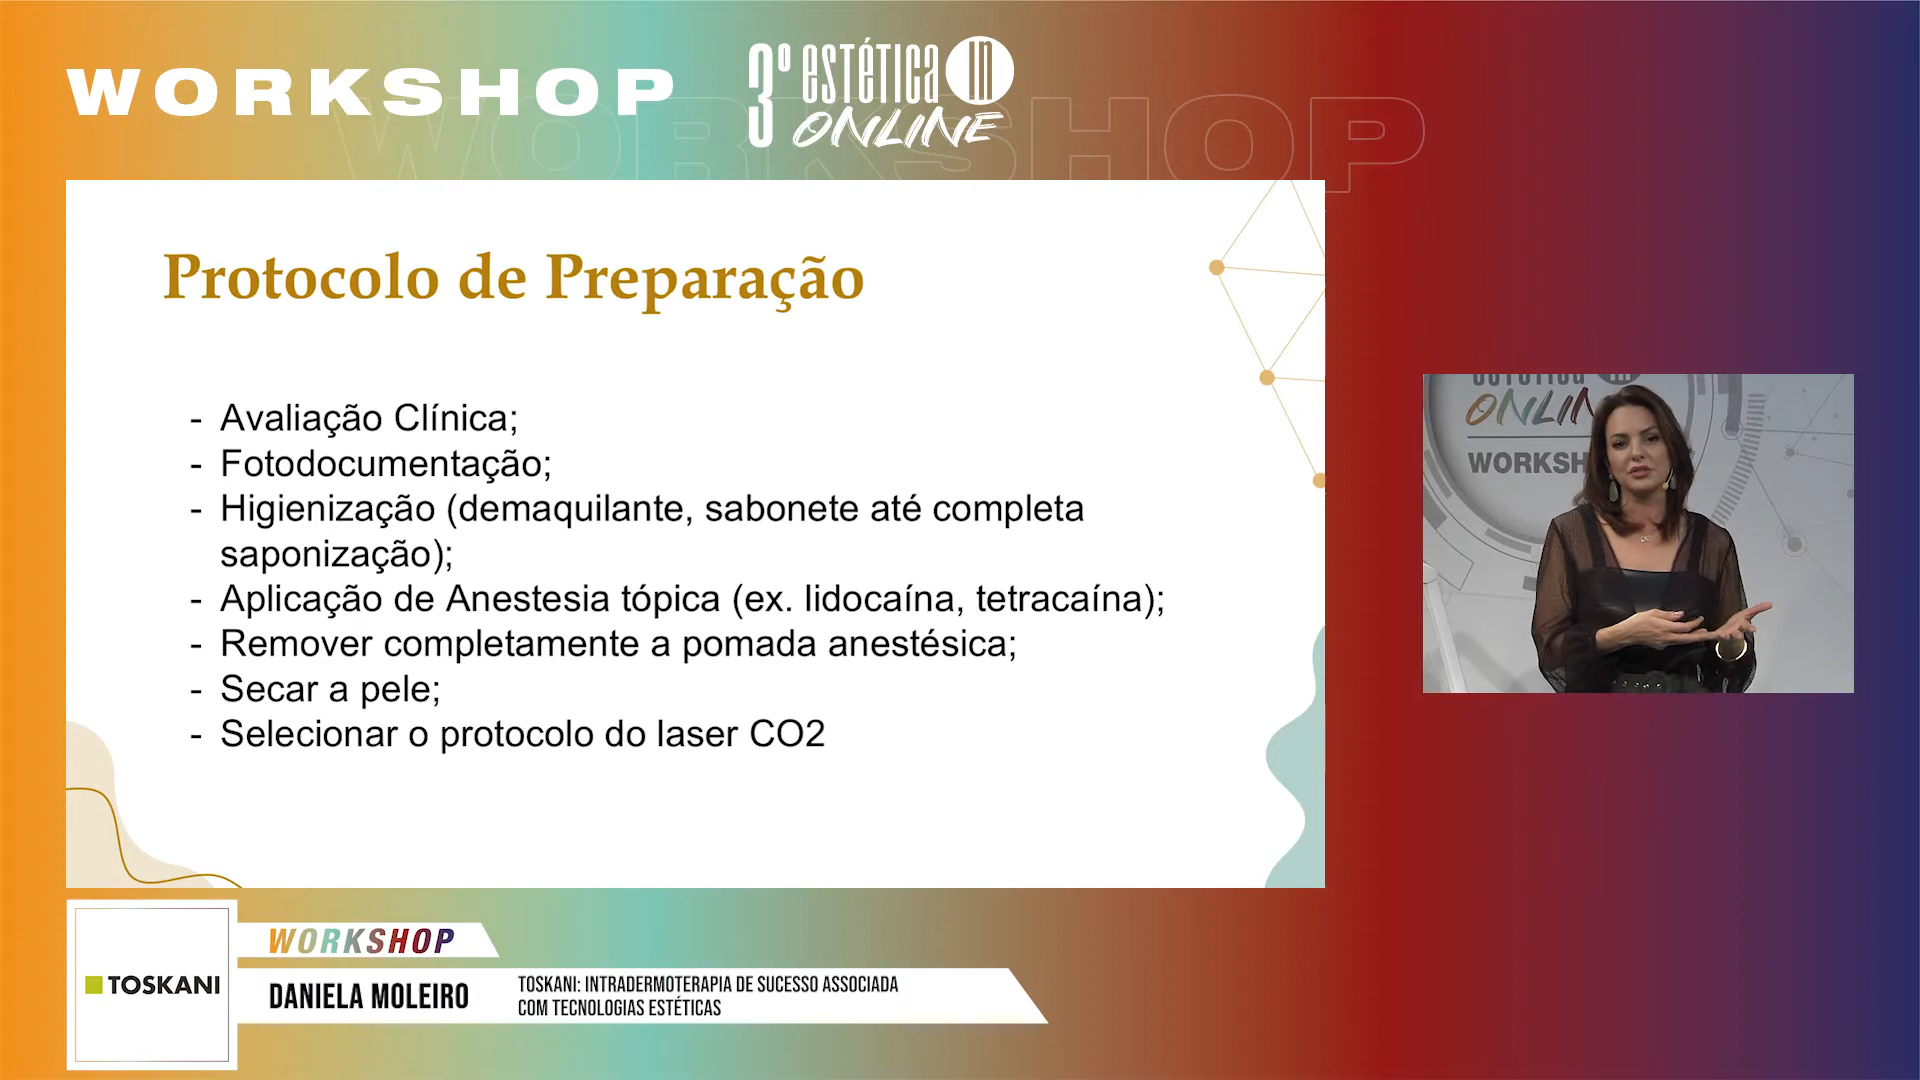 WORKSHOP
3º estética in
ONLINE
WORKSHOP
Protocolo de Preparação
- Avaliação Clínica;
- Fotodocumentação;
- Higienização (demaquilante, sabonete até completa
saponização);
- Aplicação de Anestesia tópica (ex. lidocaína, tetracaína);
- Remover completamente a pomada anestésica;
- Secar a pele;
- Selecionar o protocolo do laser CO2
ONLIN
WORKSH
WORKSHOP
TOSKANI
DANIELA MOLEIRO
TOSKANI: INTRADERMOTERAPIA DE SUCESSO ASSOCIADA
COM TECNOLOGIAS ESTÉTICAS